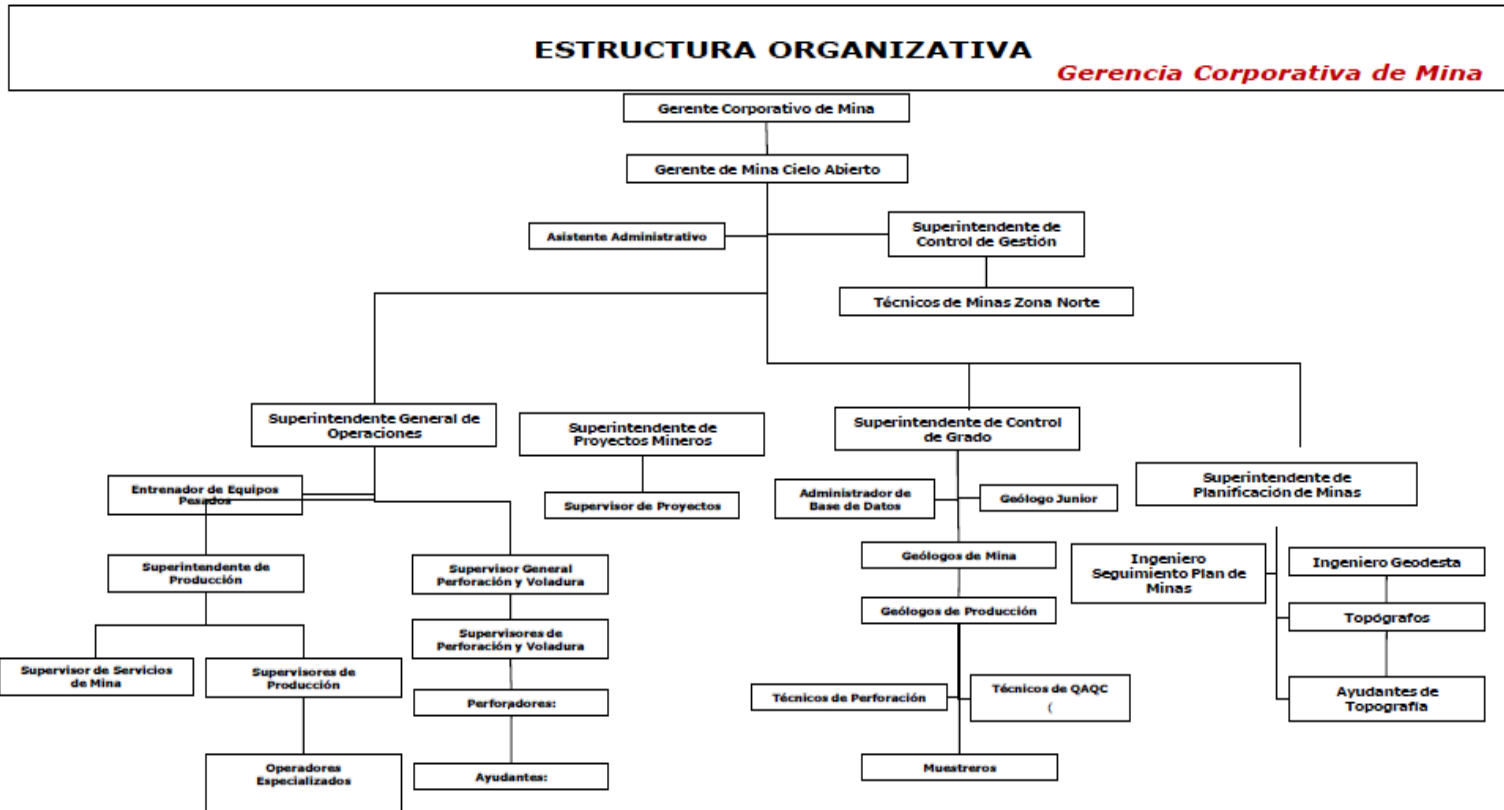 ESTRUCTURA ORGANIZATIVA
Gerencia Corporativa de Mina
Gerente Corporativo de Mina
Gerente de Mina Cielo Abierto
Asistente Administrativo
Superintendente de
Control de Gestión
Técnicos de Minas Zona Norte
Superintendente General de
Operaciones
Superintendente de
Proyectos Mineros
Superintendente de Control
de Grado
Superintendente de
Planificación de Minas
Entrenador de Equipos
Pesados
Supervisor de Proyectos
Administrador de
Base de Datos
Geólogo Junior
Superintendente de
Producción
Supervisor General
Perforación y Voladura
Geólogos de Mina
Ingeniero
Seguimiento Plan de
Minas
Ingeniero Geodesta
Geólogos de Producción
Topógrafos
Supervisores de
Perforación y Voladura
Supervisor de Servicios
de Mina
Supervisores de
Producción
Perforadores:
Técnicos de Perforación
Técnicos de QAQC
(
Ayudantes de
Topografía
Operadores
Especializados
Ayudantes:
Muestreros